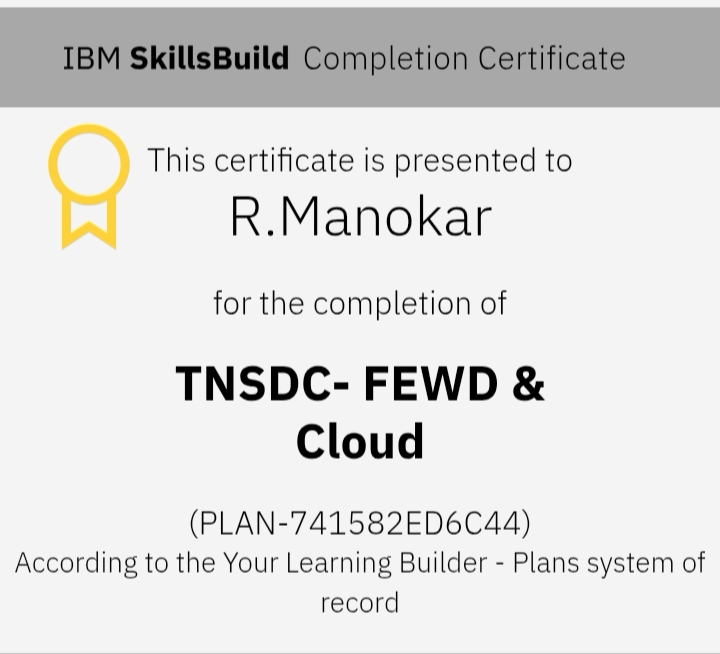 IBM SkillsBuild Completion Certificate
This certificate is presented to
R.Manokar
for the completion of
TNSDC- FEWD &
Cloud
(PLAN-741582ED6C44)
According to the Your Learning Builder - Plans system of
record